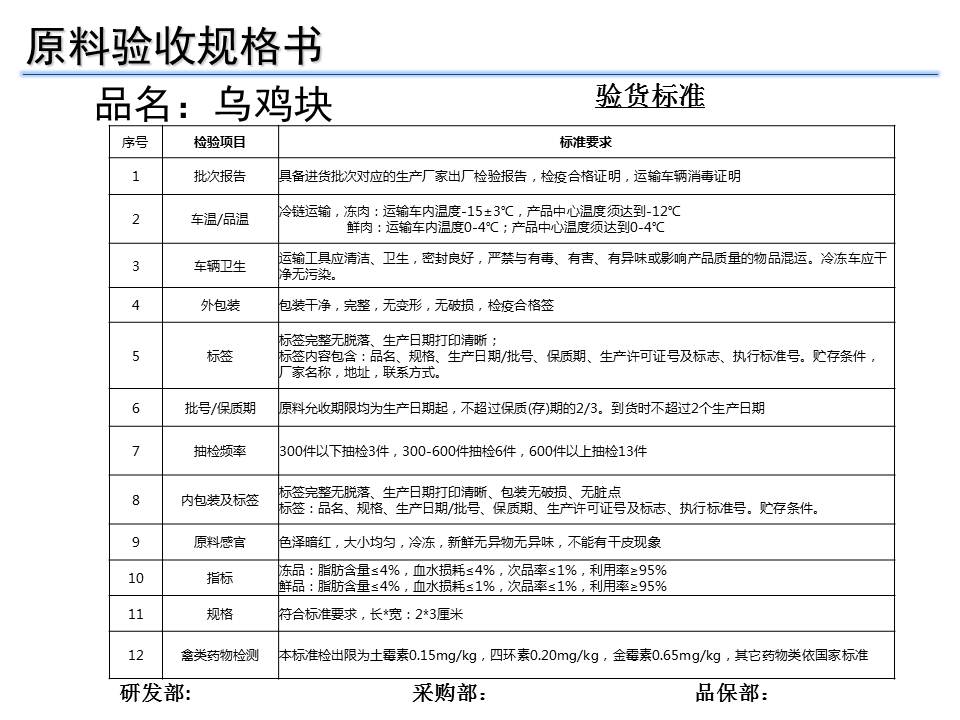 原料验收规格书
品名：乌鸡块
验货标准
序号 检验项目 标准要求
1 批次报告 具备进货批次对应的生产厂家出厂检验报告，检疫合格证明，运输车辆消毒证明
2 车温/品温 冷链运输，冻肉：运输车内温度-15±3℃，产品中心温度须达到-12℃
鲜肉：运输车内温度0-4℃；产品中心温度须达到0-4℃
3 车辆卫生 运输工具应清洁、卫生，密封良好，严禁与有毒、有害、有异味或影响产品质量的物品混运。冷冻车应干
净无污染。
4 外包装 包装干净，完整，无变形，无破损，检疫合格签
5 标签 标签完整无脱落、生产日期打印清晰；
标签内容包含：品名、规格、生产日期/批号、保质期、生产许可证号及标志、执行标准号。贮存条件，
厂家名称，地址，联系方式。
6 批号/保质期 原料允收期限均为生产日期起，不超过保质(存)期的2/3。到货时不超过2个生产日期
7 抽检频率 300件以下抽检3件，300-600件抽检6件，600件以上抽检13件
8 内包装及标签 标签完整无脱落、生产日期打印清晰、包装无破损、无脏点
标签：品名、规格、生产日期/批号、保质期、生产许可证号及标志、执行标准号。贮存条件。
9 原料感官 色泽暗红，大小均匀，冷冻，新鲜无异物无异味，不能有干皮现象
10 指标 冻品：脂肪含量≤4%，血水损耗≤4%，次品率≤1%，利用率≥95%
鲜品：脂肪含量≤4%，血水损耗≤1%，次品率≤1%，利用率≥95%
11 规格 符合标准要求，长*宽：2*3厘米
12 禽类药物检测 本标准检出限为土霉素0.15mg/kg，四环素0.20mg/kg，金霉素0.65mg/kg，其它药物类依国家标准
研发部: 采购部： 品保部：